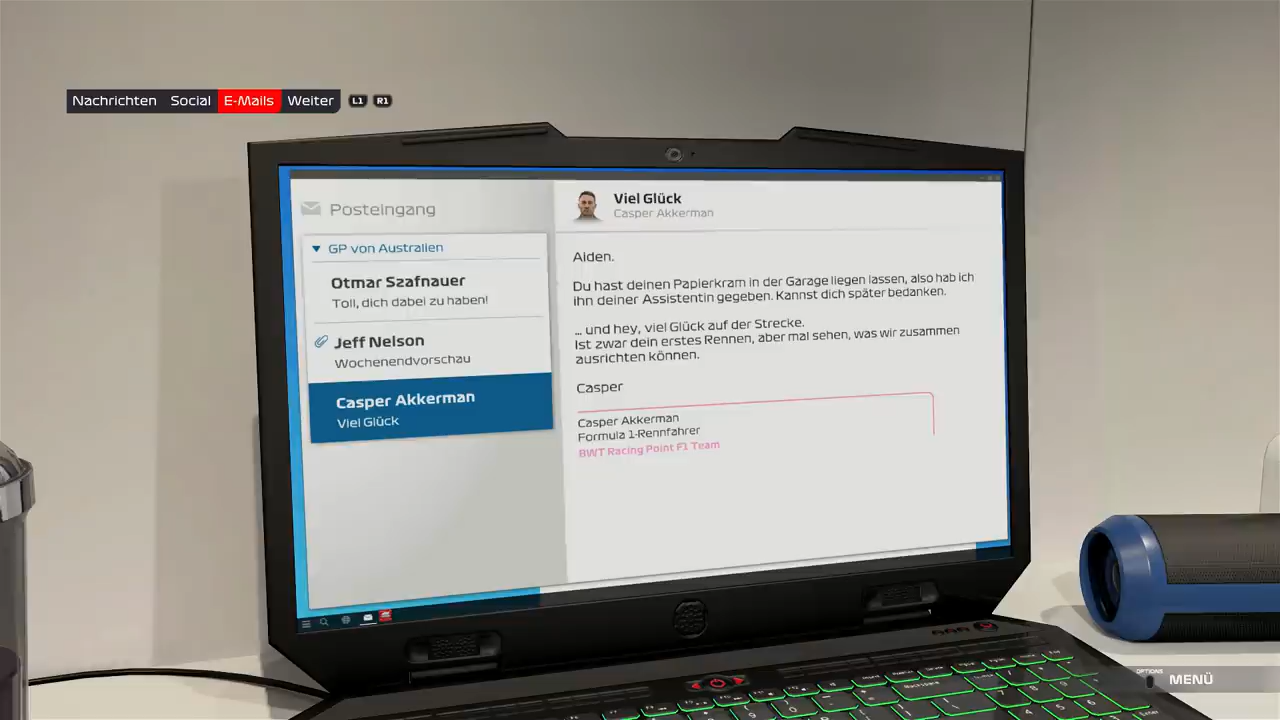 Nachrichten Social E-Mails Weiter L1 R1
Posteingang
GP von Australien
Otmar Szafnauer
Toll, dich dabei zu haben!
Jeff Nelson
Wochenendvorschau
Casper Akkerman
Viel Glück
Viel Glück
Casper Akkerman
Aiden.
Du hast deinen Papierkram in der Garage liegen lassen, also hab ich
ihn deiner Assistentin gegeben. Kannst dich später bedanken.
... und hey, viel Glück auf der Strecke.
Ist zwar dein erstes Rennen, aber mal sehen, was wir zusammen
ausrichten können.
Casper
Casper Akkerman
Formula 1-Rennfahrer
BWT Racing Point F1 Team
OPTIONS
MENÜ